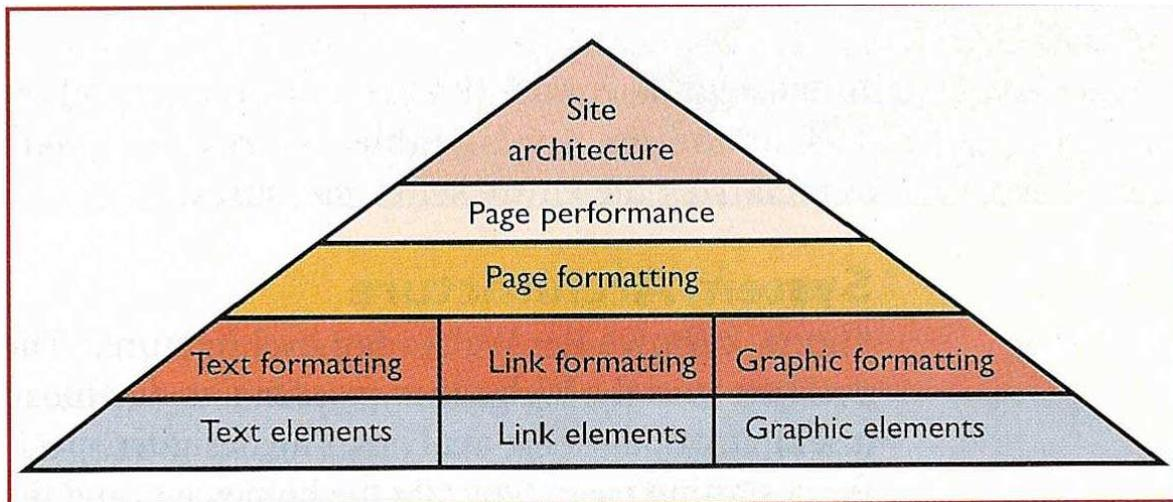 Site
architecture
Page performance
Page formatting
Text formatting
Link formatting
Graphic formatting
Text elements
Link elements
Graphic elements